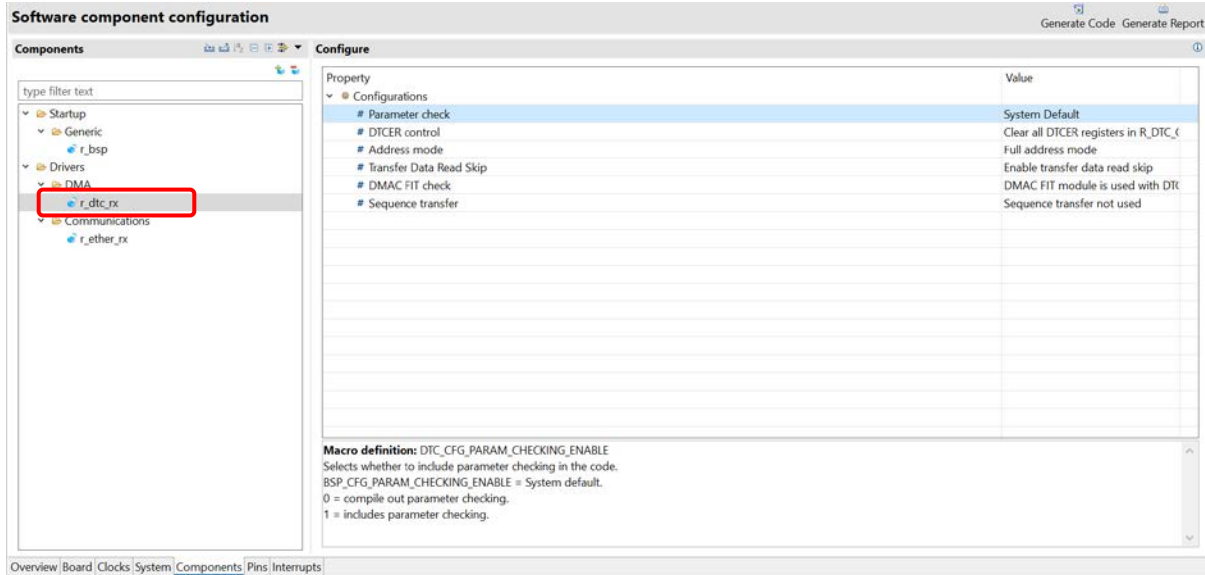 Software component configuration
Generate Code Generate Report
Components
Configure
type filter text
Startup
Generic
r_bsp
Drivers
DMA
r_dtc_rx
Communications
r_ether_rx
Property Value
Configurations
# Parameter check System Default
# DTCER control Clear all DTCER registers in R_DTC_(
# Address mode Full address mode
# Transfer Data Read Skip Enable transfer data read skip
# DMAC FIT check DMAC FIT module is used with DT(
# Sequence transfer Sequence transfer not used
Macro definition: DTC_CFG_PARAM_CHECKING_ENABLE
Selects whether to include parameter checking in the code.
BSP_CFG_PARAM_CHECKING_ENABLE = System default.
0 = compile out parameter checking.
1 = includes parameter checking.
Overview Board Clocks System Components Pins Interrupts